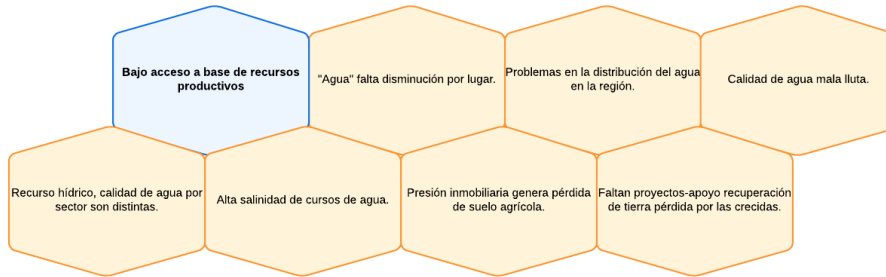 Bajo acceso a base de recursos
productivos
"Agua" falta disminución por lugar.
Problemas en la distribución del agua
en la región.
Calidad de agua mala lluta.
Recurso hídrico, calidad de agua por
sector son distintas.
Alta salinidad de cursos de agua.
Presión inmobiliaria genera pérdida
de suelo agrícola.
Faltan proyectos-apoyo recuperación
de tierra pérdida por las crecidas.